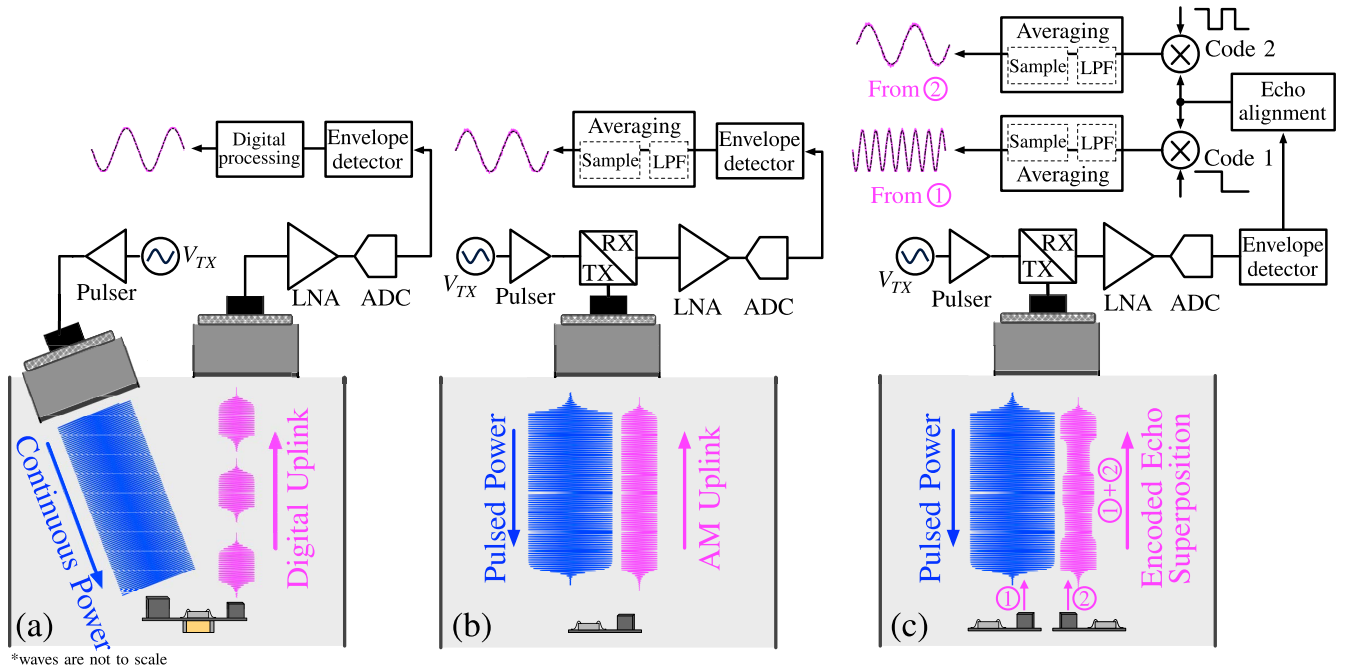 Digital
processing
Envelope
detector
V_TX
Pulser
LNA
ADC
Continuous Power
Digital Uplink
(a)
*waves are not to scale
Averaging
Sample
LPF
Envelope
detector
V_TX
Pulser
RX
TX
LNA
ADC
Pulsed Power
AM Uplink
(b)
Averaging
Sample
LPF
Code 2
From ②
Echo
alignment
Sample
LPF
Averaging
Code 1
From ①
V_TX
Pulser
RX
TX
LNA
ADC
Envelope
detector
Pulsed Power
①+②
Encoded Echo
Superposition
①
②
(c)